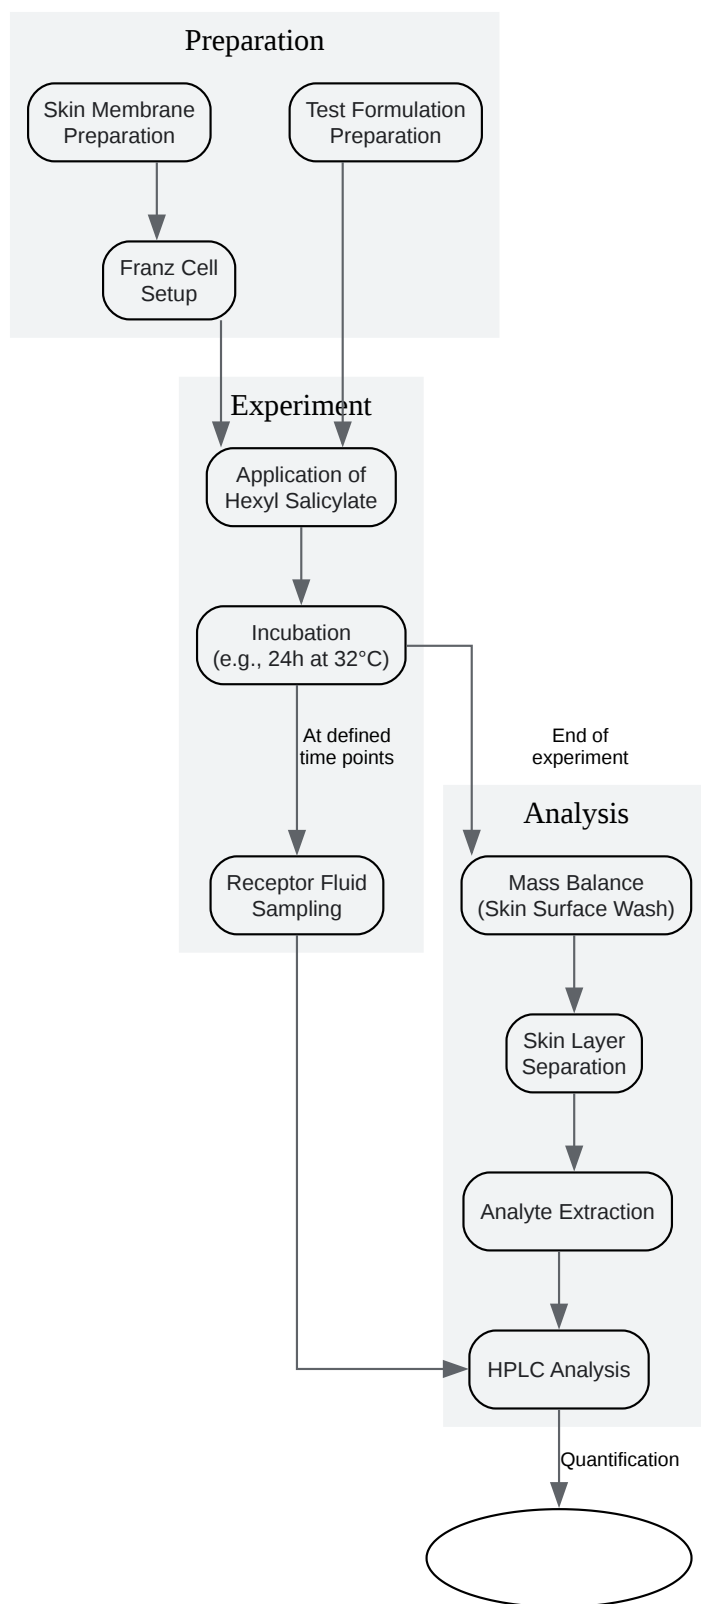 Preparation
Skin Membrane
Preparation
Test Formulation
Preparation
Franz Cell
Setup
Experiment
Application of
Hexyl Salicylate
Incubation
(e.g., 24h at 32°C)
At defined
time points
End of
experiment
Analysis
Receptor Fluid
Sampling
Mass Balance
(Skin Surface Wash)
Skin Layer
Separation
Analyte Extraction
HPLC Analysis
Quantification